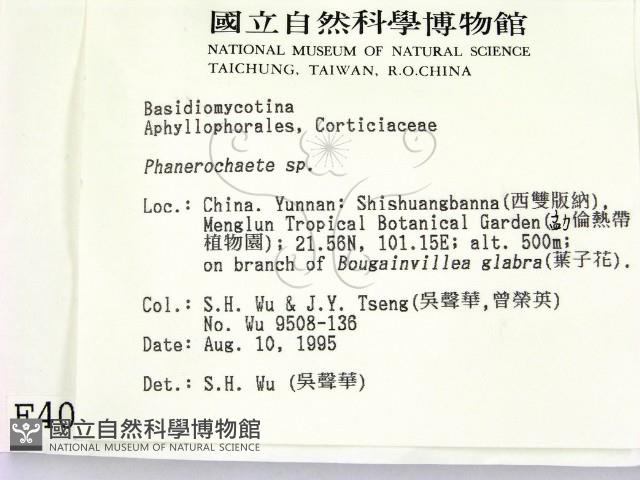 國立自然科學博物館
NATIONAL MUSEUM OF NATURAL SCIENCE
TAICHUNG, TAIWAN, R.O.CHINA
Basidiomycotina
Aphyllophorales, Corticiaceae
Phanerochaete sp.
Loc.: China. Yunnan: Shishuangbanna(西雙版納),
Menglun Tropical Botanical Garden(勐倫熱帶
植物園); 21.56N, 101.15E; alt. 500m;
on branch of Bougainvillea glabra(葉子花).
Col.: S.H. Wu & J.Y. Tseng(吳聲華,曾榮英)
No. Wu 9508-136
Date: Aug. 10, 1995
Det.: S.H. Wu (吳聲華)
國立自然科學博物館
NATIONAL MUSEUM OF NATURAL SCIENCE